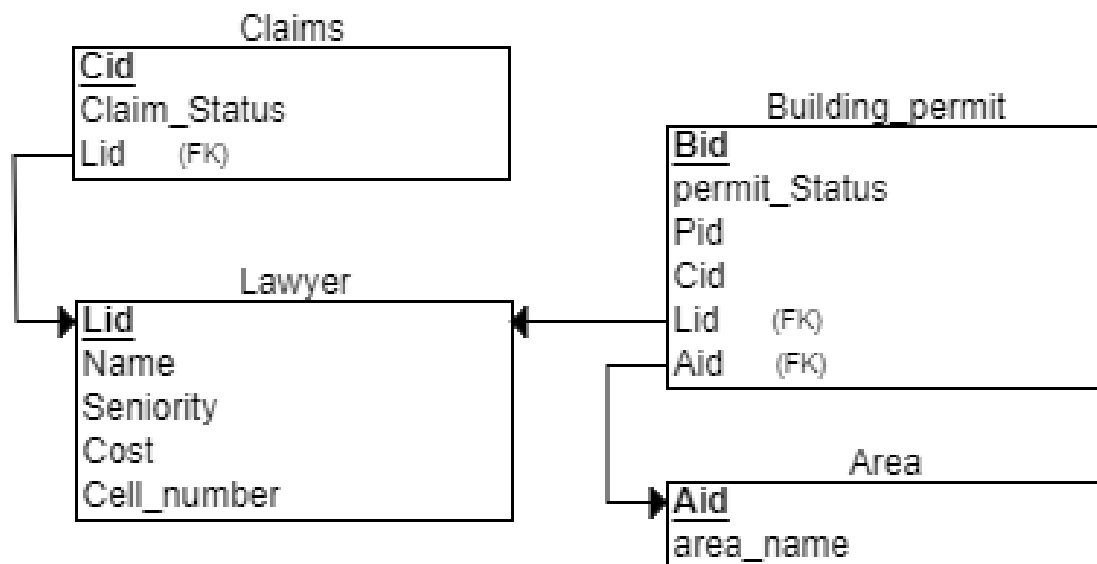 Claims
Cid
Claim_Status
Lid (FK)
Lawyer
Lid
Name
Seniority
Cost
Cell_number
Building_permit
Bid
permit_Status
Pid
Cid
Lid (FK)
Aid (FK)
Area
Aid
area_name